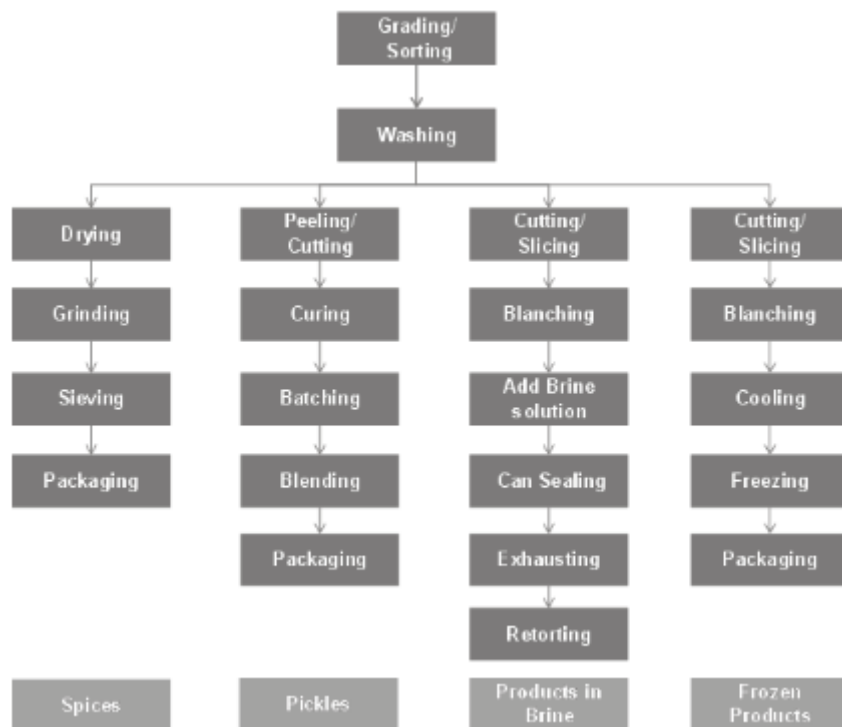 Grading/
Sorting
Washing
Drying
Grinding
Sieving
Packaging
Spices
Peeling/
Cutting
Curing
Batching
Blending
Packaging
Pickles
Cutting/
Slicing
Blanching
Add Brine
solution
Can Sealing
Exhausting
Retorting
Products in
Brine
Cutting/
Slicing
Blanching
Cooling
Freezing
Packaging
Frozen
Products